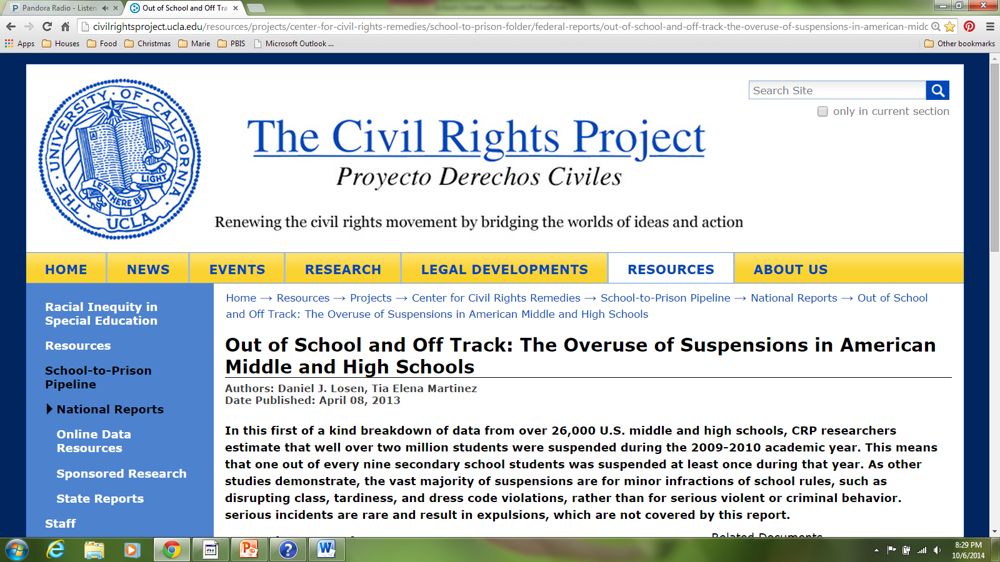 Pandora Radio - Listen
Out of School and Off Tra
civilrightsproject.ucla.edu/resources/projects/center-for-civil-rights-remedies/school-to-prison-folder/federal-reports/out-of-school-and-off-track-the-overuse-of-suspensions-in-american-midd
Apps Houses Food Christmas Marie PBIS Microsoft Outlook ... Other bookmarks
THE UNIVERSITY OF CALIFORNIA
LET THERE BE LIGHT
UCLA
The Civil Rights Project
Proyecto Derechos Civiles
Renewing the civil rights movement by bridging the worlds of ideas and action
Search Site
only in current section
HOME NEWS EVENTS RESEARCH LEGAL DEVELOPMENTS RESOURCES ABOUT US
Racial Inequity in
Special Education
Resources
School-to-Prison
Pipeline
National Reports
Online Data
Resources
Sponsored Research
State Reports
Staff
Home → Resources → Projects → Center for Civil Rights Remedies → School-to-Prison Pipeline → National Reports → Out of School
and Off Track: The Overuse of Suspensions in American Middle and High Schools
Out of School and Off Track: The Overuse of Suspensions in American
Middle and High Schools
Authors: Daniel J. Losen, Tia Elena Martinez
Date Published: April 08, 2013
In this first of a kind breakdown of data from over 26,000 U.S. middle and high schools, CRP researchers
estimate that well over two million students were suspended during the 2009-2010 academic year. This means
that one out of every nine secondary school students was suspended at least once during that year. As other
studies demonstrate, the vast majority of suspensions are for minor infractions of school rules, such as
disrupting class, tardiness, and dress code violations, rather than for serious violent or criminal behavior.
serious incidents are rare and result in expulsions, which are not covered by this report.
Related Documents
8:29 PM
10/6/2014